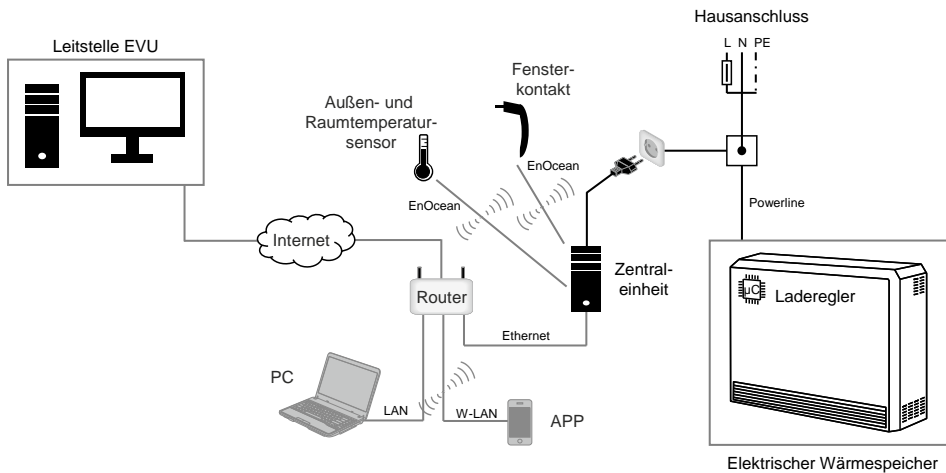 Hausanschluss
L N PE
Leitstelle EVU
Fenster-
kontakt
Außen- und
Raumtemperatur-
sensor
EnOcean
EnOcean
Powerline
Internet
Zentral-
einheit
Router
µC
Laderegler
Ethernet
PC
LAN
W-LAN
APP
Elektrischer Wärmespeicher